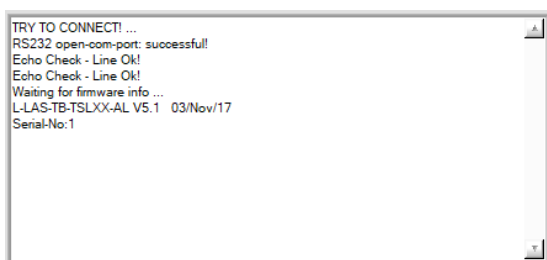 TRY TO CONNECT! ...
RS232 open-com-port: successful!
Echo Check - Line Ok!
Echo Check - Line Ok!
Waiting for firmware info ...
L-LAS-TB-TSLXX-AL V5.1   03/Nov/17
Serial-No:1